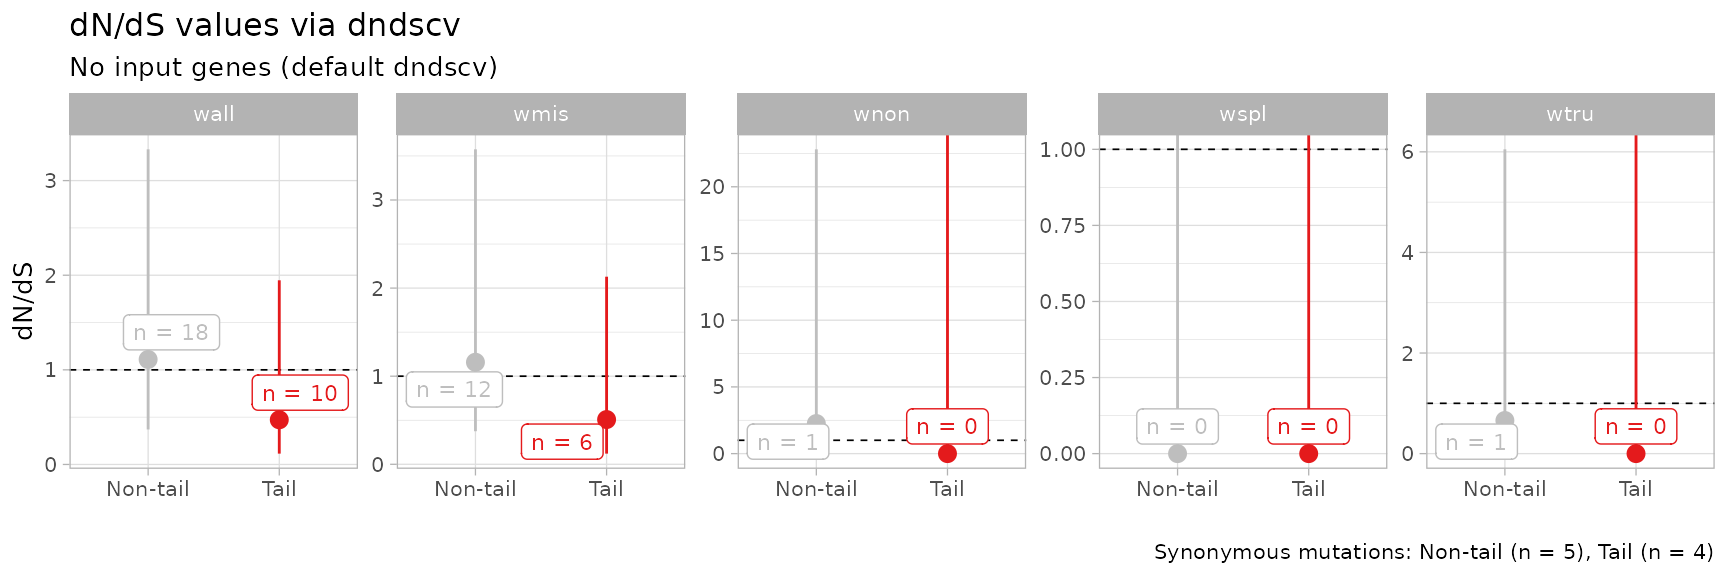 dN/dS values via dndscv
No input genes (default dndscv)
wall
wmis
wnon
wspl
wtru
dN/dS
3
2
1
0
n = 18
n = 10
Non-tail
Tail
3
2
1
0
n = 12
n = 6
Non-tail
Tail
20
15
10
5
0
n = 1
n = 0
Non-tail
Tail
1.00
0.75
0.50
0.25
0.00
n = 0
n = 0
Non-tail
Tail
6
4
2
0
n = 1
n = 0
Non-tail
Tail
Synonymous mutations: Non-tail (n = 5), Tail (n = 4)